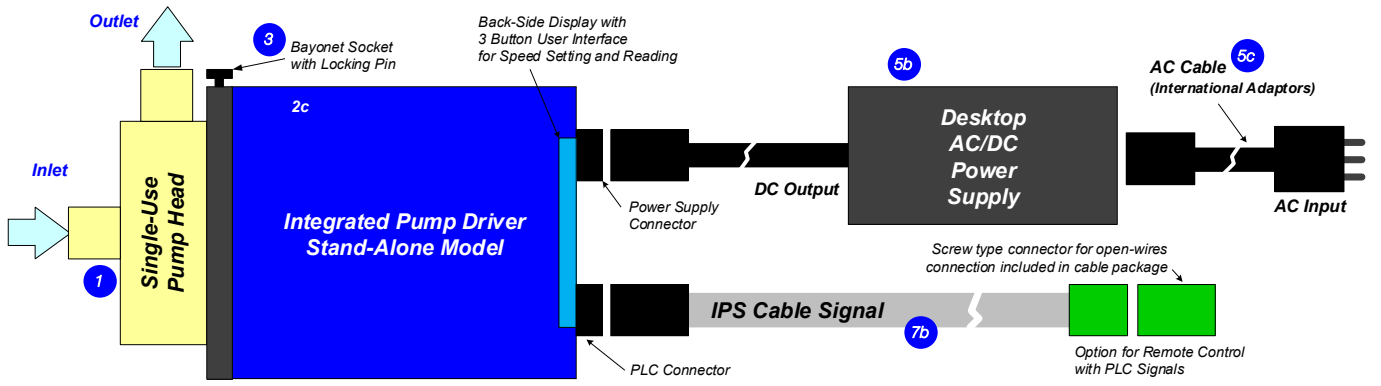 Outlet
3
Bayonet Socket
with Locking Pin
Back-Side Display with
3 Button User Interface
for Speed Setting and Reading
5b
AC Cable
(International Adaptors)
5c
2c
Inlet
1
Single-Use
Pump Head
Integrated Pump Driver
Stand-Alone Model
Power Supply
Connector
DC Output
Desktop
AC/DC
Power
Supply
AC Input
Screw type connector for open-wires
connection included in cable package
IPS Cable Signal
7b
PLC Connector
Option for Remote Control
with PLC Signals